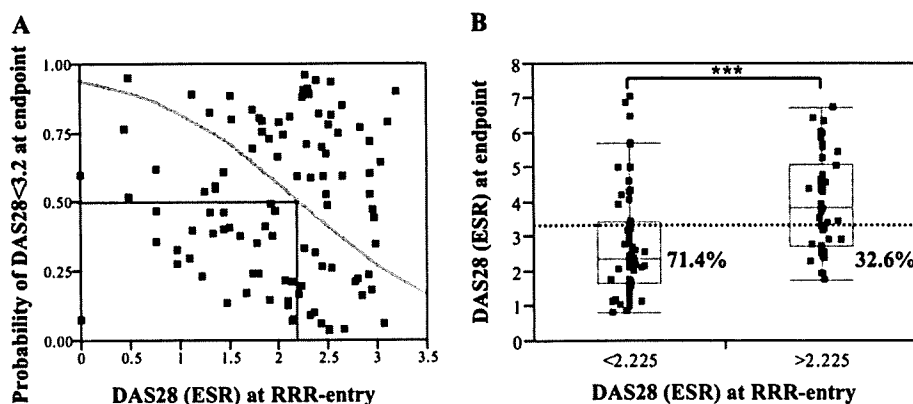 A
Probability of DAS28<3.2 at endpoint
1.00
0.75
0.50
0.25
0.00
0 0.5 1.0 1.5 2.0 2.5 3.0 3.5
DAS28 (ESR) at RRR-entry
B
DAS28 (ESR) at endpoint
8
7
6
5
4
3
2
1
0
***
71.4%
32.6%
<2.225 >2.225
DAS28 (ESR) at RRR-entry